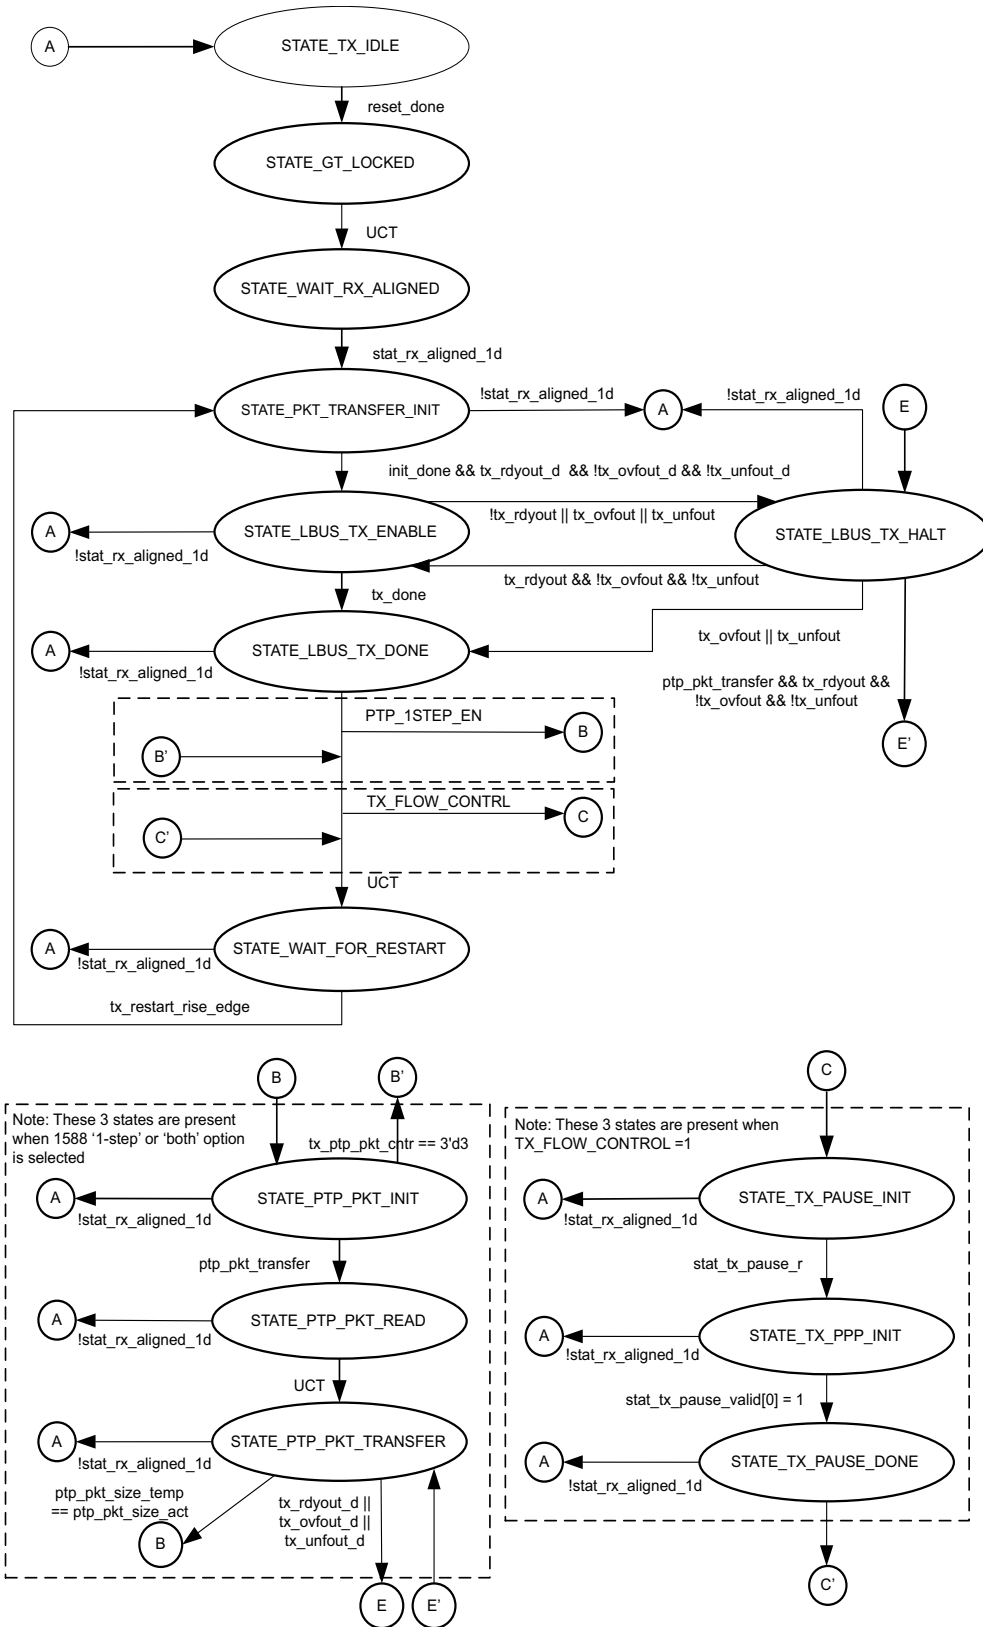 A
STATE_TX_IDLE
reset_done
STATE_GT_LOCKED
UCT
STATE_WAIT_RX_ALIGNED
stat_rx_aligned_1d
STATE_PKT_TRANSFER_INIT
!stat_rx_aligned_1d
A
!stat_rx_aligned_1d
E
init_done && tx_rdyout_d && !tx_ovfout_d && !tx_unfout_d
A
!stat_rx_aligned_1d
STATE_LBUS_TX_ENABLE
!tx_rdyout || tx_ovfout || tx_unfout
STATE_LBUS_TX_HALT
tx_rdyout && !tx_ovfout && !tx_unfout
tx_done
A
!stat_rx_aligned_1d
STATE_LBUS_TX_DONE
tx_ovfout || tx_unfout
ptp_pkt_transfer && tx_rdyout &&
!tx_ovfout && !tx_unfout
E'
PTP_1STEP_EN
B
B'
TX_FLOW_CONTRL
C
C'
UCT
A
!stat_rx_aligned_1d
STATE_WAIT_FOR_RESTART
tx_restart_rise_edge
B
B'
Note: These 3 states are present
when 1588 ‘1-step’ or ‘both’ option
is selected
tx_ptp_pkt_cntr == 3'd3
A
!stat_rx_aligned_1d
STATE_PTP_PKT_INIT
ptp_pkt_transfer
A
!stat_rx_aligned_1d
STATE_PTP_PKT_READ
UCT
A
!stat_rx_aligned_1d
STATE_PTP_PKT_TRANSFER
ptp_pkt_size_temp
== ptp_pkt_size_act
B
tx_rdyout_d ||
tx_ovfout_d ||
tx_unfout_d
E
E'
C
Note: These 3 states are present when
TX_FLOW_CONTROL =1
A
!stat_rx_aligned_1d
STATE_TX_PAUSE_INIT
stat_tx_pause_r
A
!stat_rx_aligned_1d
STATE_TX_PPP_INIT
stat_tx_pause_valid[0] = 1
A
!stat_rx_aligned_1d
STATE_TX_PAUSE_DONE
C'